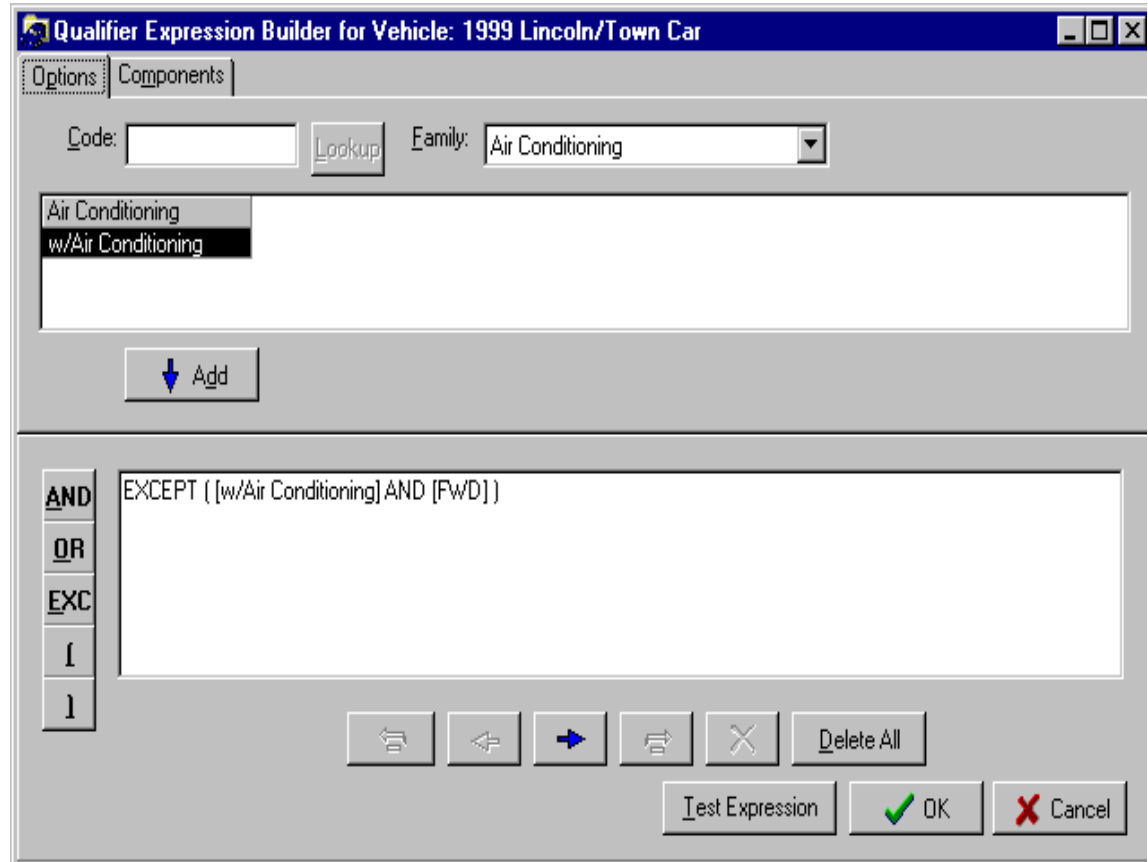 Qualifier Expression Builder for Vehicle: 1999 Lincoln/Town Car
Options Components
Code: Lookup Family: Air Conditioning
Air Conditioning
w/Air Conditioning
Add
AND
EXCEPT ( [w/Air Conditioning] AND [FWD] )
OR
EXC
(
)
Delete All
Test Expression OK Cancel